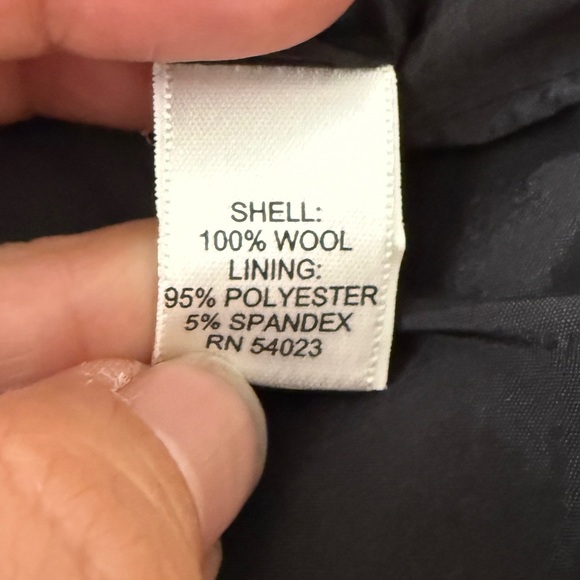 SHELL:
100% WOOL
LINING:
95% POLYESTER
5% SPANDEX
RN 54023